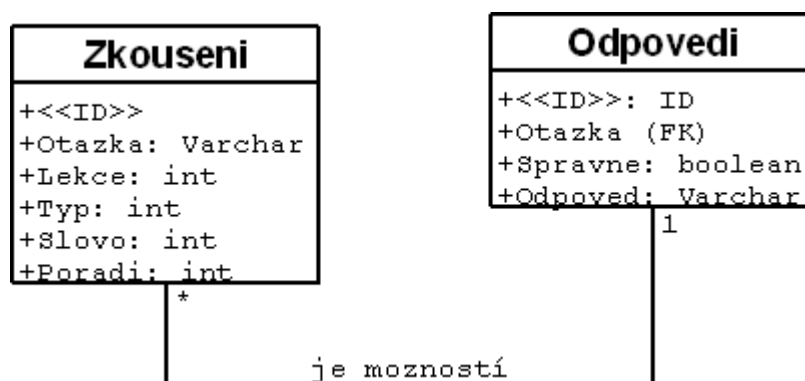 Zkouseni
+<<ID>>
+Otazka: Varchar
+Lekce: int
+Typ: int
+Slovo: int
+Poradi: int
*
Odpovedi
+<<ID>>: ID
+Otazka (FK)
+Spravne: boolean
+Odpoved: Varchar
1
je mozností